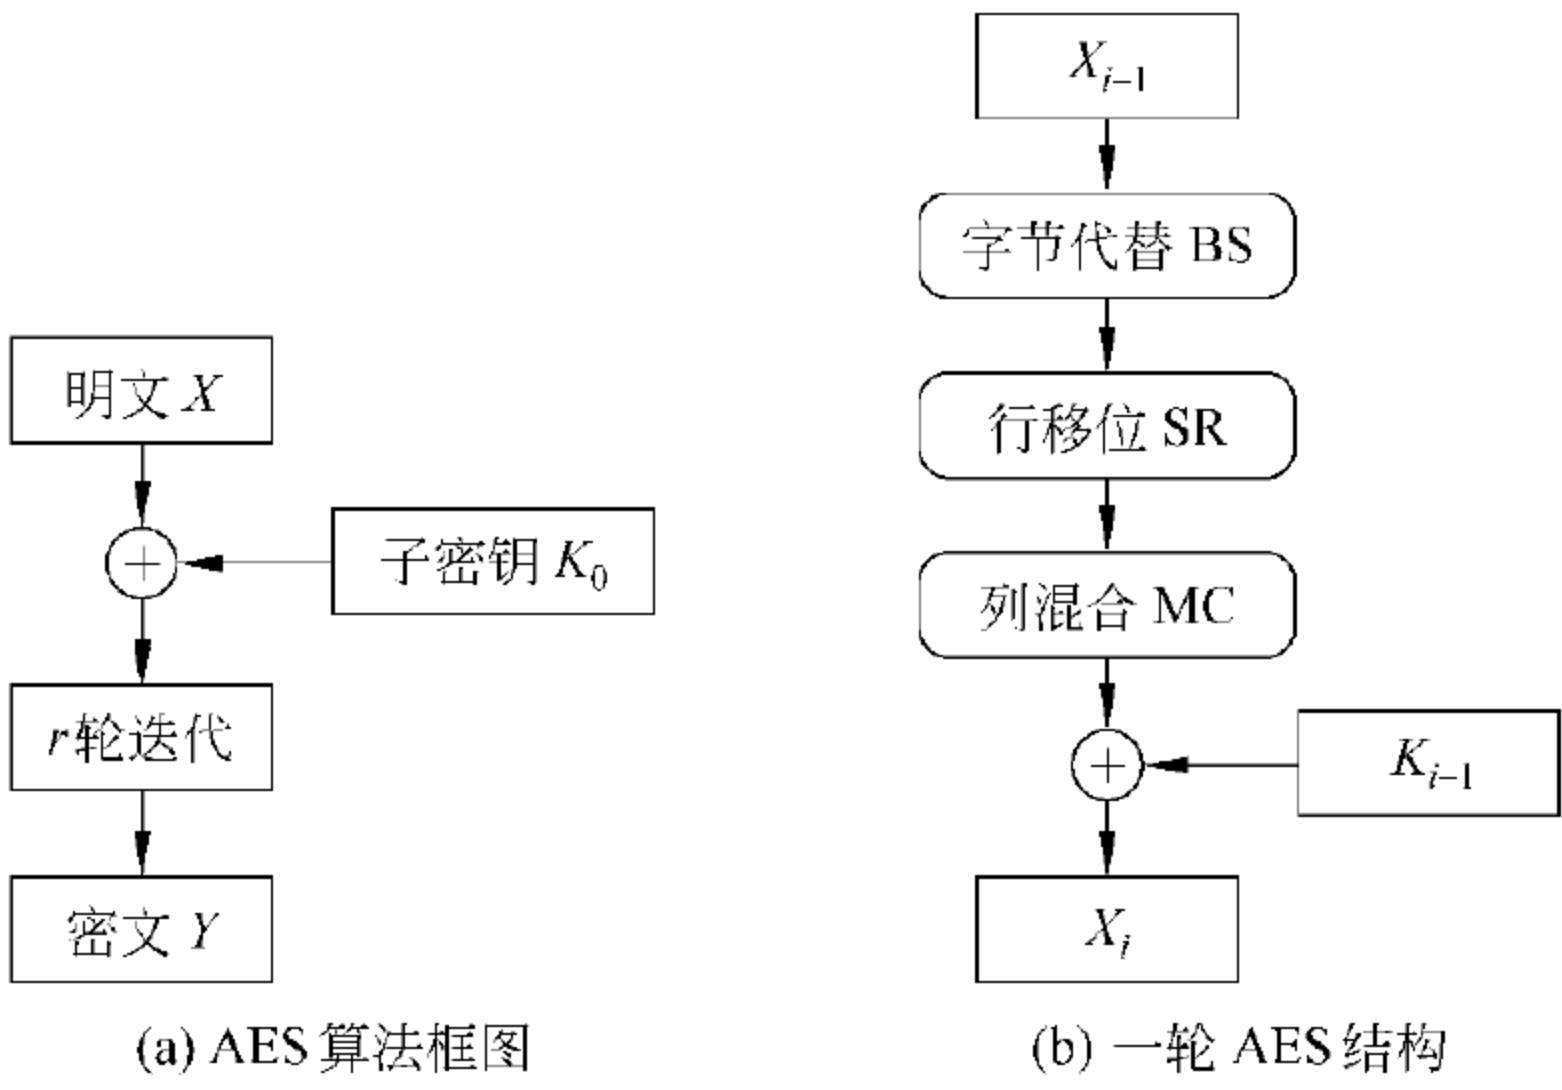 明文 X
子密钥 K₀
r轮迭代
密文 Y
(a) AES 算法框图
Xᵢ₋₁
字节代替 BS
行移位 SR
列混合 MC
Kᵢ₋₁
Xᵢ
(b) 一轮 AES 结构